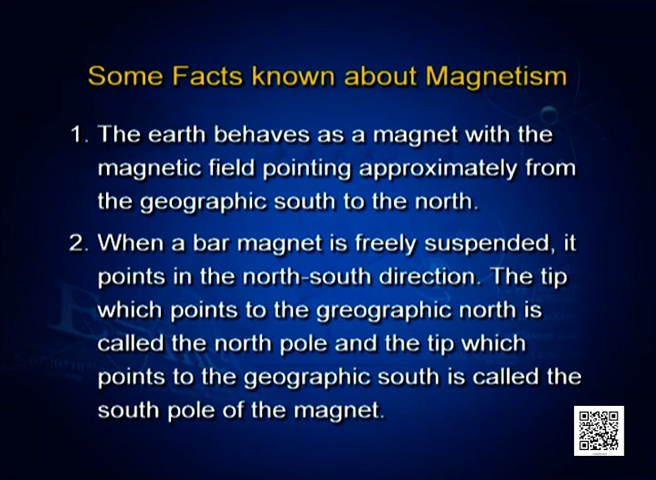 Some Facts known about Magnetism
1. The earth behaves as a magnet with the
magnetic field pointing approximately from
the geographic south to the north.
2. When a bar magnet is freely suspended, it
points in the north-south direction. The tip
which points to the greographic north is
called the north pole and the tip which
points to the geographic south is called the
south pole of the magnet.